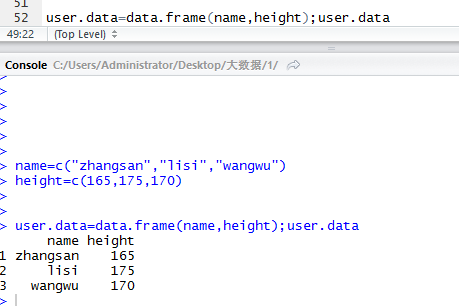 51
52 user.data=data.frame(name,height);user.data
49:22 (Top Level)
Console C:/Users/Administrator/Desktop/大数据/1/
>
>
>
>
>
> name=c("zhangsan","lisi","wangwu")
> height=c(165,175,170)
>
>
> user.data=data.frame(name,height);user.data
name height
1 zhangsan 165
2 lisi 175
3 wangwu 170
>